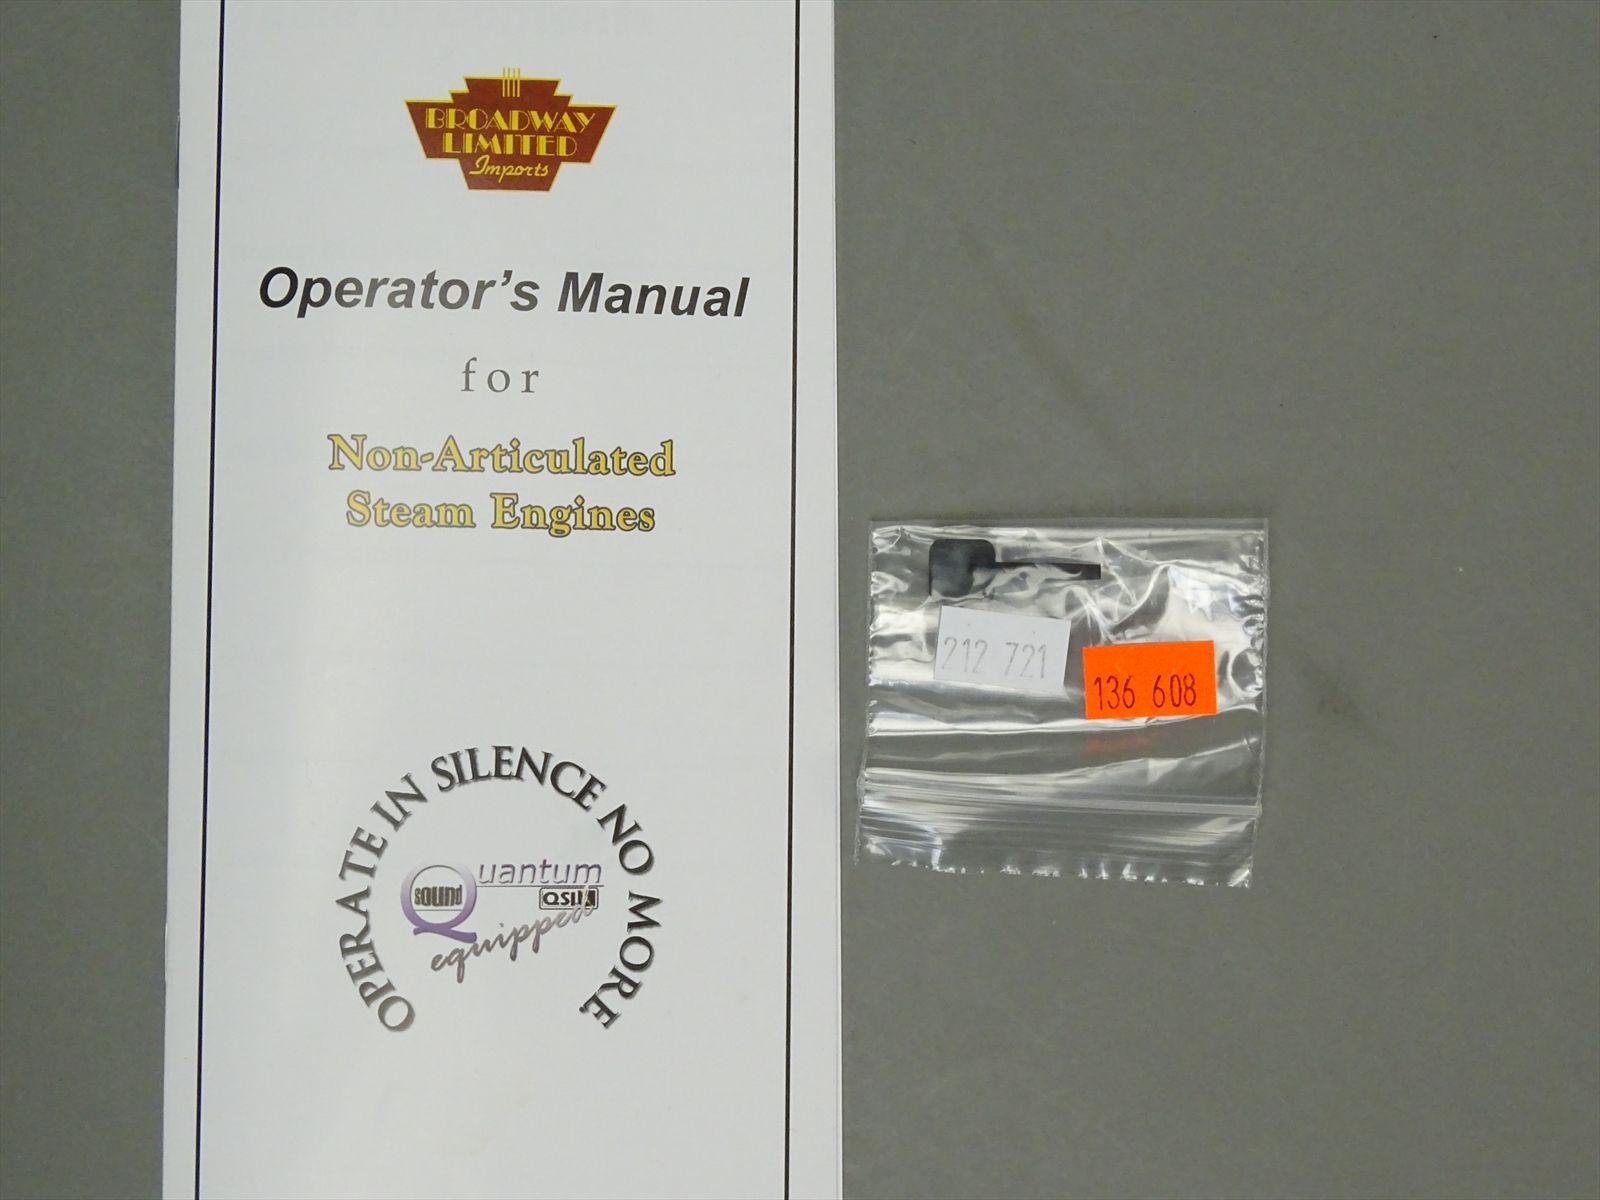 BROADWAY
LIMITED
Imports
Operator's Manual
for
Non-Articulated
Steam Engines
OPERATE IN SILENCE NO MORE
Quantum
sound
QSI
equipped
212 721
136 608